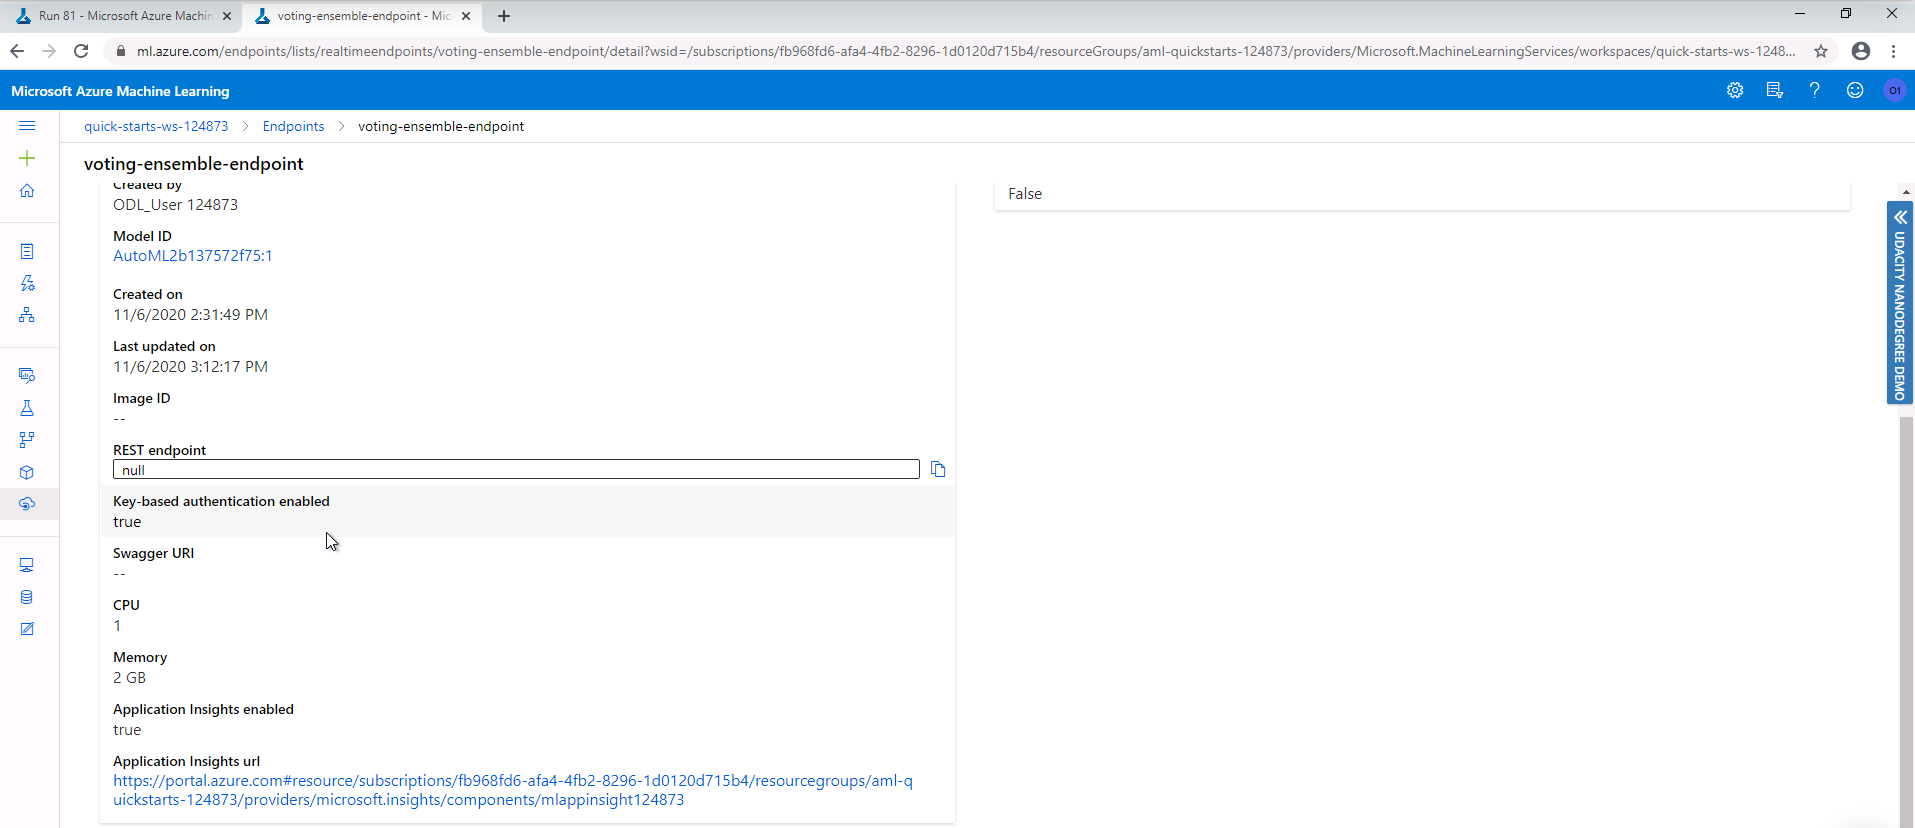 Run 81 - Microsoft Azure Machin
voting-ensemble-endpoint - Mic
ml.azure.com/endpoints/lists/realtimeendpoints/voting-ensemble-endpoint/detail?wsid=/subscriptions/fb968fd6-afa4-4fb2-8296-1d0120d715b4/resourceGroups/aml-quickstarts-124873/providers/Microsoft.MachineLearningServices/workspaces/quick-starts-ws-1248...
Microsoft Azure Machine Learning
O1
quick-starts-ws-124873 > Endpoints > voting-ensemble-endpoint
voting-ensemble-endpoint
Created by
ODL_User 124873
False
Model ID
AutoML2b137572f75:1
Created on
11/6/2020 2:31:49 PM
Last updated on
11/6/2020 3:12:17 PM
Image ID
--
REST endpoint
null
Key-based authentication enabled
true
Swagger URI
--
CPU
1
Memory
2 GB
Application Insights enabled
true
Application Insights url
https://portal.azure.com#resource/subscriptions/fb968fd6-afa4-4fb2-8296-1d0120d715b4/resourcegroups/aml-q
uickstarts-124873/providers/microsoft.insights/components/mlappinsight124873
UDACITY NANODEGREE DEMO